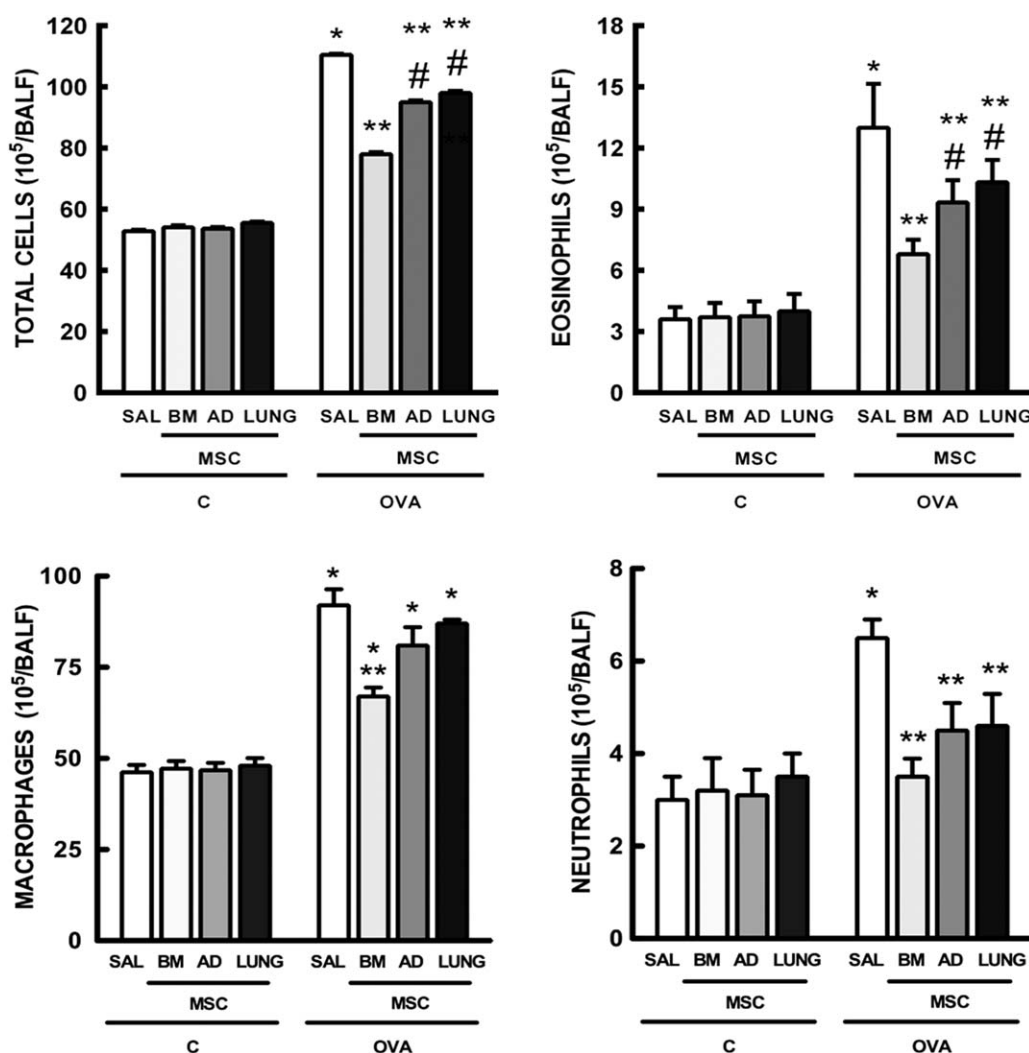 TOTAL CELLS (10⁵/BALF)
120
100
80
60
40
20
0
* ** # ** #
** **
SAL BM AD LUNG SAL BM AD LUNG
MSC MSC
C OVA
EOSINOPHILS (10⁵/BALF)
18
15
12
9
6
3
0
* ** # ** #
**
SAL BM AD LUNG SAL BM AD LUNG
MSC MSC
C OVA
MACROPHAGES (10⁵/BALF)
100
75
50
25
0
* * *
*
**
SAL BM AD LUNG SAL BM AD LUNG
MSC MSC
C OVA
NEUTROPHILS (10⁵/BALF)
8
6
4
2
0
*
** ** **
SAL BM AD LUNG SAL BM AD LUNG
MSC MSC
C OVA